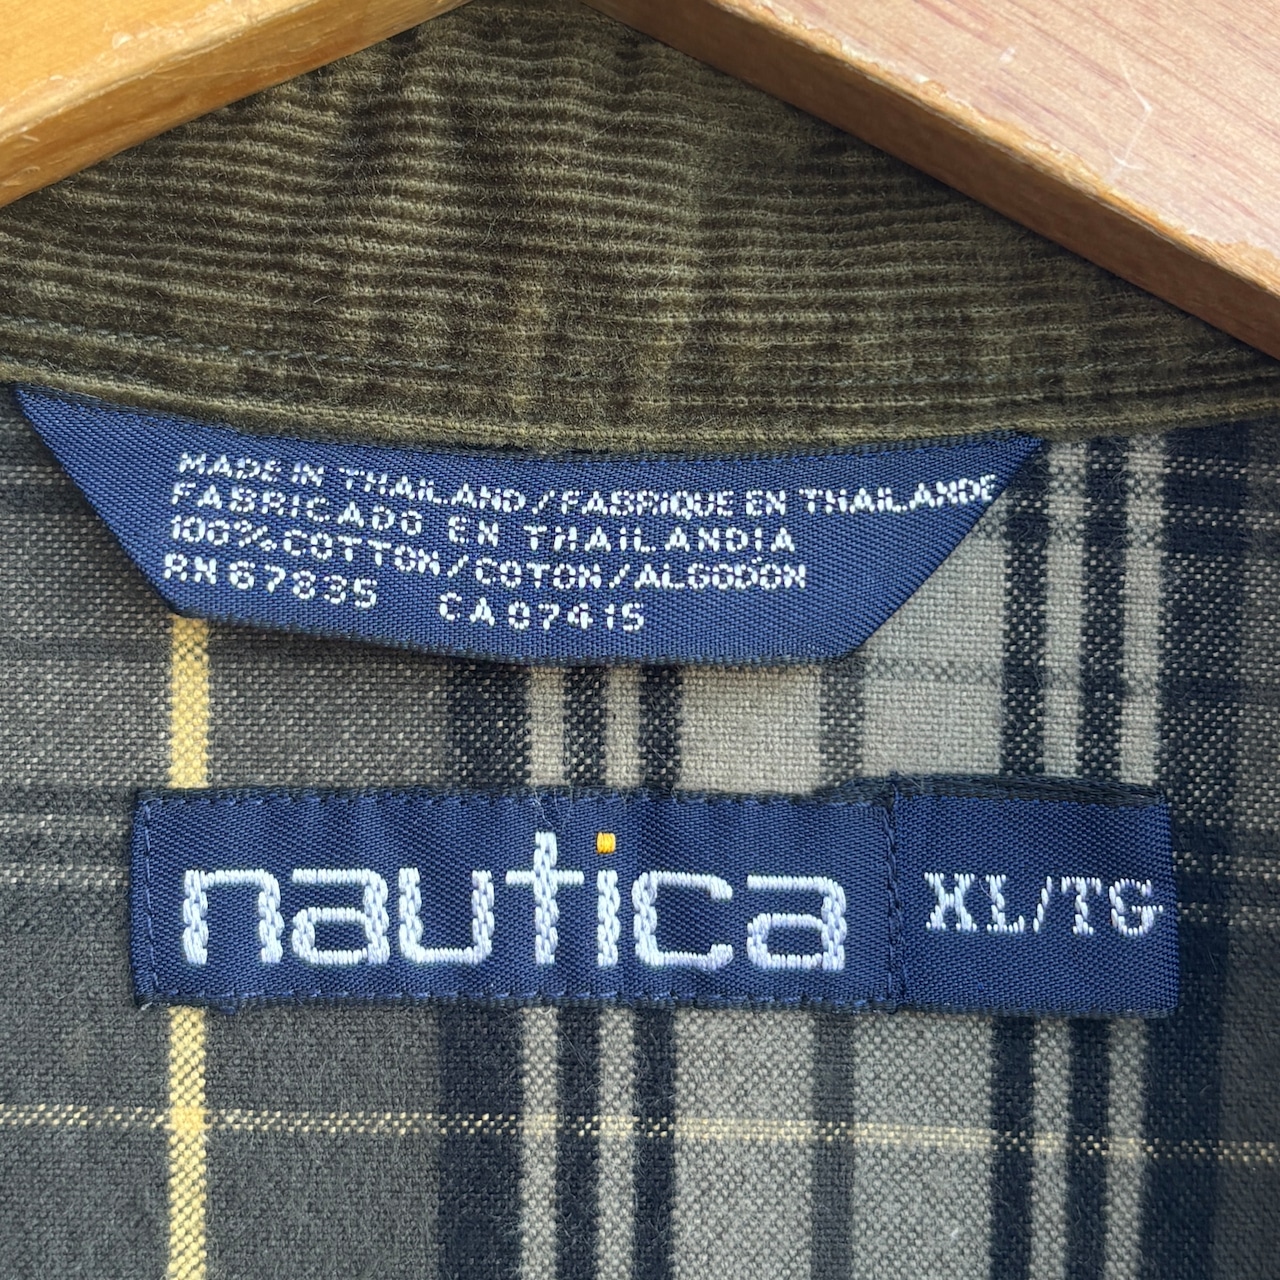 MADE IN THAILAND/FABRIQUE EN THAILANDE
FABRICADO EN THAILANDIA
100% COTTON/COTON/ALGODON
RN 67835 CA 07415
nautica
XL/TG